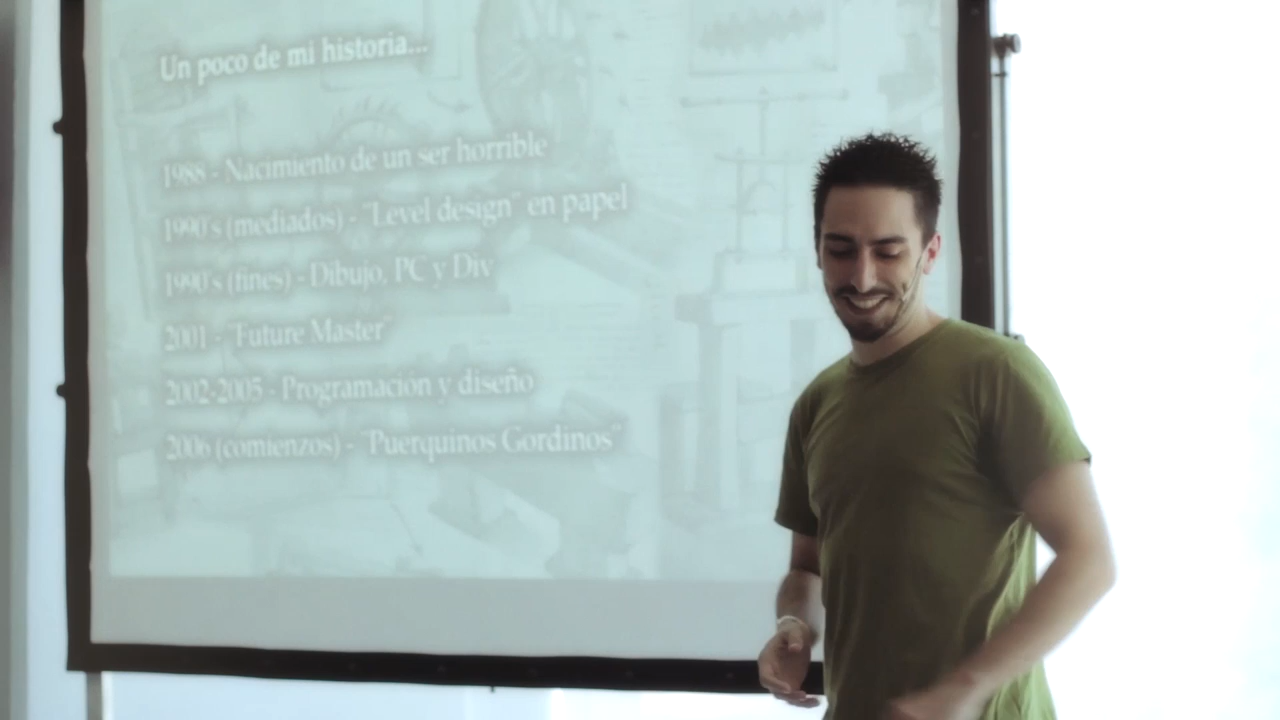 Un poco de mi historia...
1988 - Nacimiento de un ser horrible
1990's (mediados) - "Level design" en papel
1990's (fines) - Dibujo, PC y Div
2001 - "Future Master"
2002-2005 - Programación y diseño
2006 (comienzos) - "Puerquinos Gordinos"